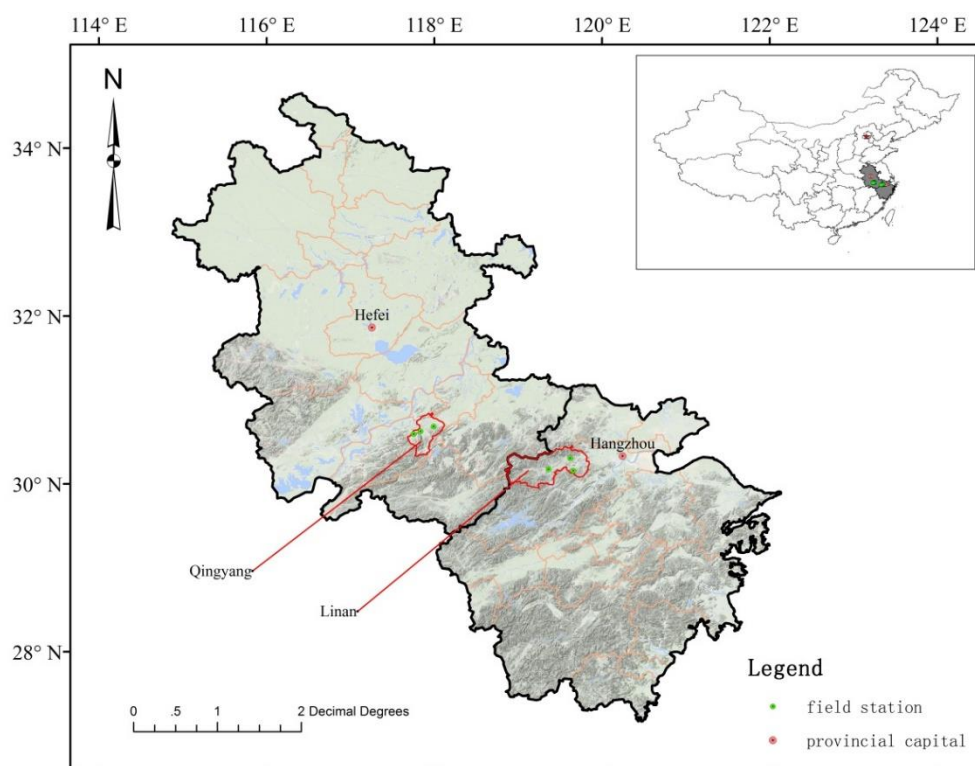 114° E 116° E 118° E 120° E 122° E 124° E
N
34° N
32° N
Hefei
Hangzhou
30° N
Qingyang
Linan
28° N
Legend
0 .5 1 2 Decimal Degrees
field station
provincial capital